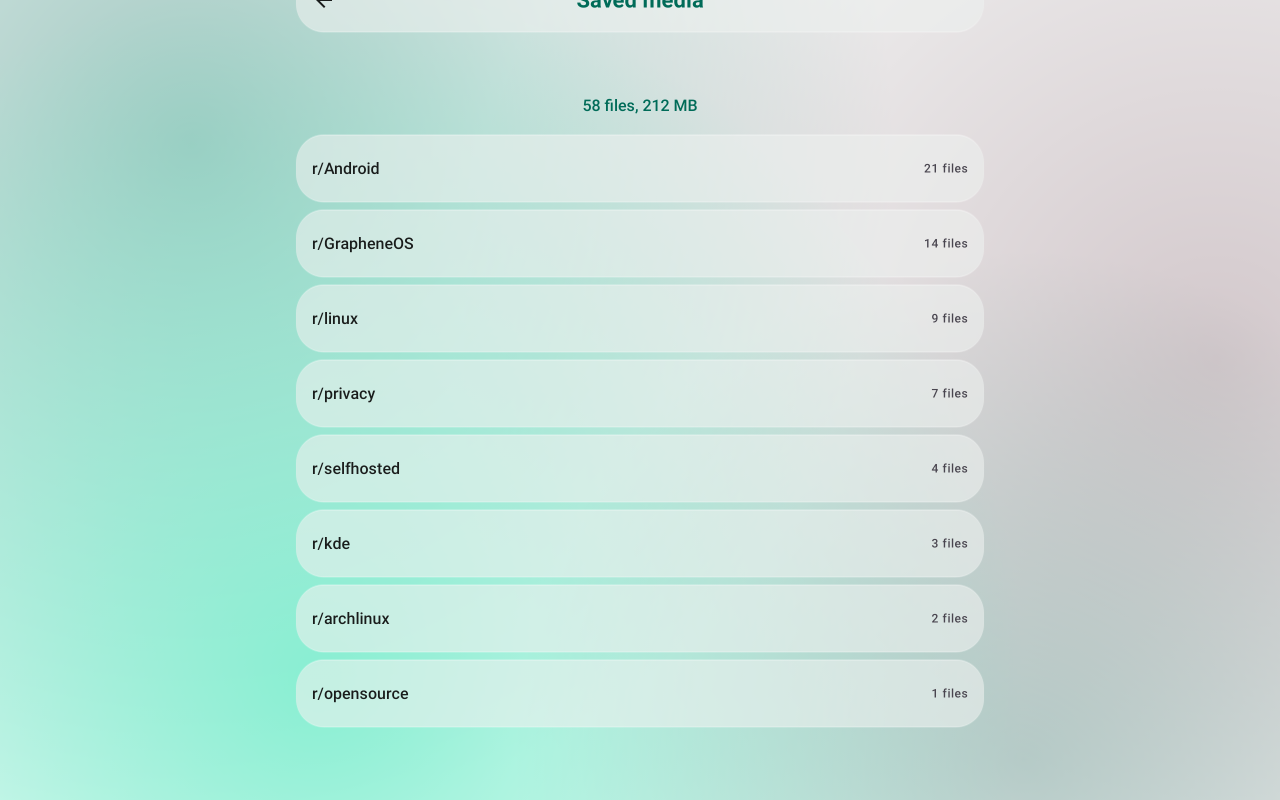 Saved media
58 files, 212 MB
r/Android 21 files
r/GrapheneOS 14 files
r/linux 9 files
r/privacy 7 files
r/selfhosted 4 files
r/kde 3 files
r/archlinux 2 files
r/opensource 1 files